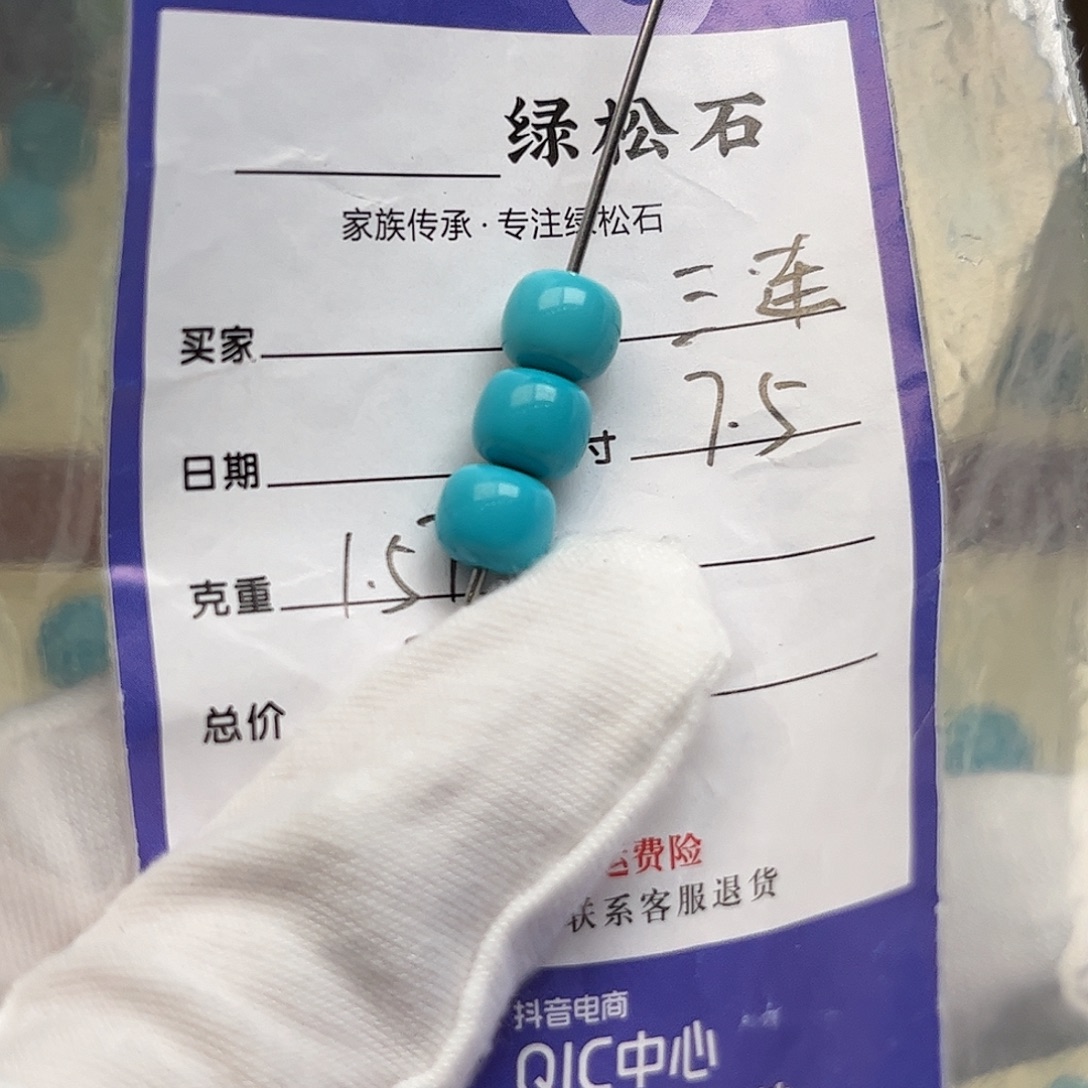 绿松石
家族传承·专注绿松石
买家 三连
日期 寸 7.5
克重 1.5
总价
运费险
联系客服退货
抖音电商
QIC中心